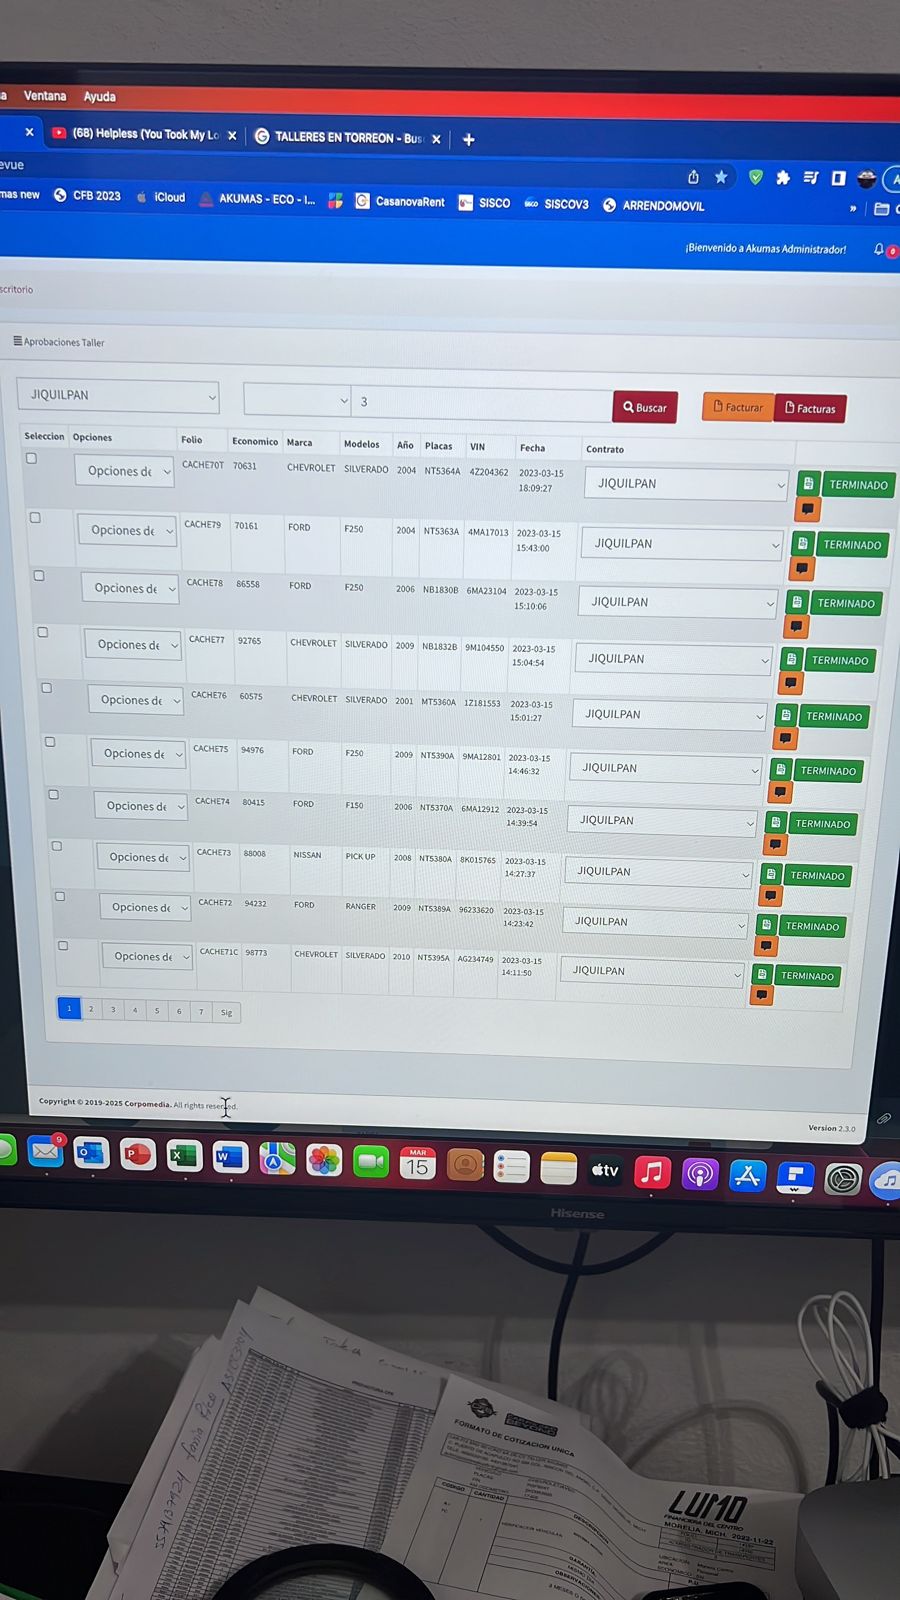 Ventana Ayuda
(68) Helpless (You Took My Lo
TALLERES EN TORREON - Bus
evue
mas new CFB 2023 iCloud AKUMAS - ECO - I... CasanovaRent SISCO SISCOV3 ARRENDOMOVIL »
¡Bienvenido a Akumas Administrador! 0
scritorio
Aprobaciones Taller
JIQUILPAN 3 Buscar Facturar Facturas
Seleccion Opciones Folio Economico Marca Modelos Año Placas VIN Fecha Contrato
Opciones de CACHE70T 70631 CHEVROLET SILVERADO 2004 NT5364A 4Z204362 2023-03-15 18:09:27 JIQUILPAN TERMINADO
Opciones de CACHE79 70161 FORD F250 2004 NT5363A 4MA17013 2023-03-15 15:43:00 JIQUILPAN TERMINADO
Opciones de CACHE78 86558 FORD F250 2006 NB1830B 6MA23104 2023-03-15 15:10:06 JIQUILPAN TERMINADO
Opciones de CACHE77 92765 CHEVROLET SILVERADO 2009 NB1832B 9M104550 2023-03-15 15:04:54 JIQUILPAN TERMINADO
Opciones de CACHE76 60575 CHEVROLET SILVERADO 2001 MT5360A 1Z181553 2023-03-15 15:01:27 JIQUILPAN TERMINADO
Opciones de CACHE75 94976 FORD F250 2009 NT5390A 9MA12801 2023-03-15 14:46:32 JIQUILPAN TERMINADO
Opciones de CACHE74 80415 FORD F150 2006 NT5370A 6MA12912 2023-03-15 14:39:54 JIQUILPAN TERMINADO
Opciones de CACHE73 88008 NISSAN PICK UP 2008 NT5380A 8K015765 2023-03-15 14:27:37 JIQUILPAN TERMINADO
Opciones de CACHE72 94232 FORD RANGER 2009 NT5389A 96233620 2023-03-15 14:23:42 JIQUILPAN TERMINADO
Opciones de CACHE71C 98773 CHEVROLET SILVERADO 2010 NT5395A AG234749 2023-03-15 14:11:50 JIQUILPAN TERMINADO
1 2 3 4 5 6 7 Sig
Copyright © 2019-2025 Corpomedia. All rights reserved.
Version 2.3.0
9
MAR
15
tv
Hisense
FORMATO DE COTIZACION UNICA
PLACAS
CODIGO CANTIDAD
DESCRIPCION
GARANTIA
LUMO
FINANCIERA DEL CENTRO
MORELIA, MICH. 2022-11-22